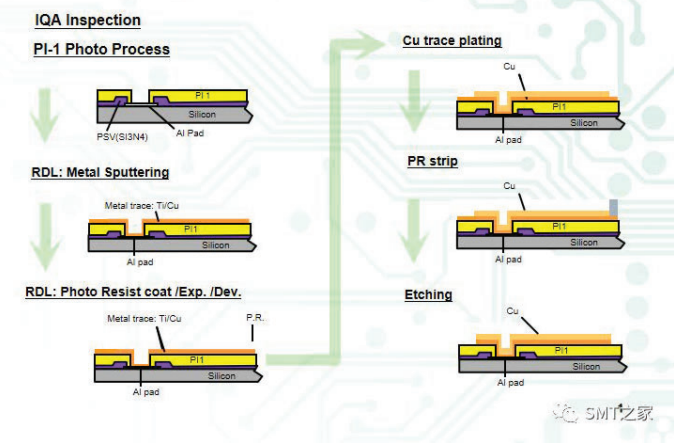 IQA Inspection
PI-1 Photo Process
PI 1
Silicon
PSV(SI3N4)
Al Pad
RDL: Metal Sputtering
Metal trace: Ti/Cu
PI1
Silicon
Al pad
RDL: Photo Resist coat /Exp. /Dev.
Metal trace: Ti/Cu
P.R.
PI1
Silicon
Al pad
Cu trace plating
Cu
PI1
Silicon
Al pad
PR strip
Cu
PI1
Silicon
Al pad
Etching
Cu
PI1
Silicon
Al pad
SMT之家